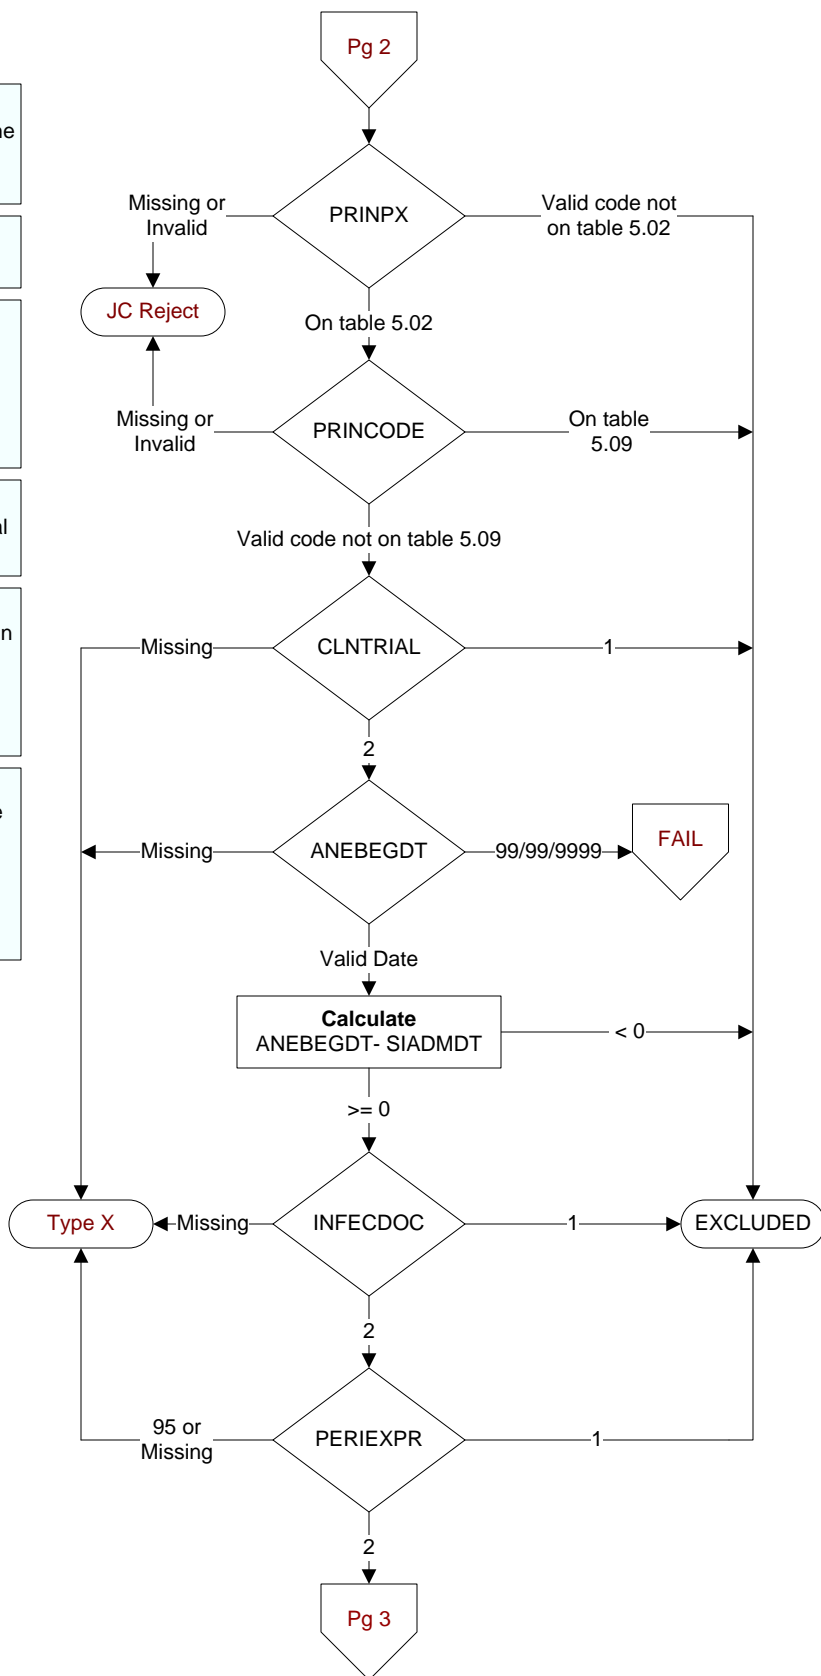 Pg 2
ne
PRINPX
Missing or
Invalid
Valid code not
on table 5.02
JC Reject
On table 5.02
PRINCODE
Missing or
Invalid
On table
5.09
al
Valid code not on table 5.09
n
CLNTRIAL
Missing
1
2
e
ANEBEGDT
Missing
99/99/9999
FAIL
Valid Date
Calculate
ANEBEGDT- SIADMDT
< 0
>= 0
Type X
Missing
INFECDOC
1
EXCLUDED
2
95 or
Missing
PERIEXPR
1
2
Pg 3